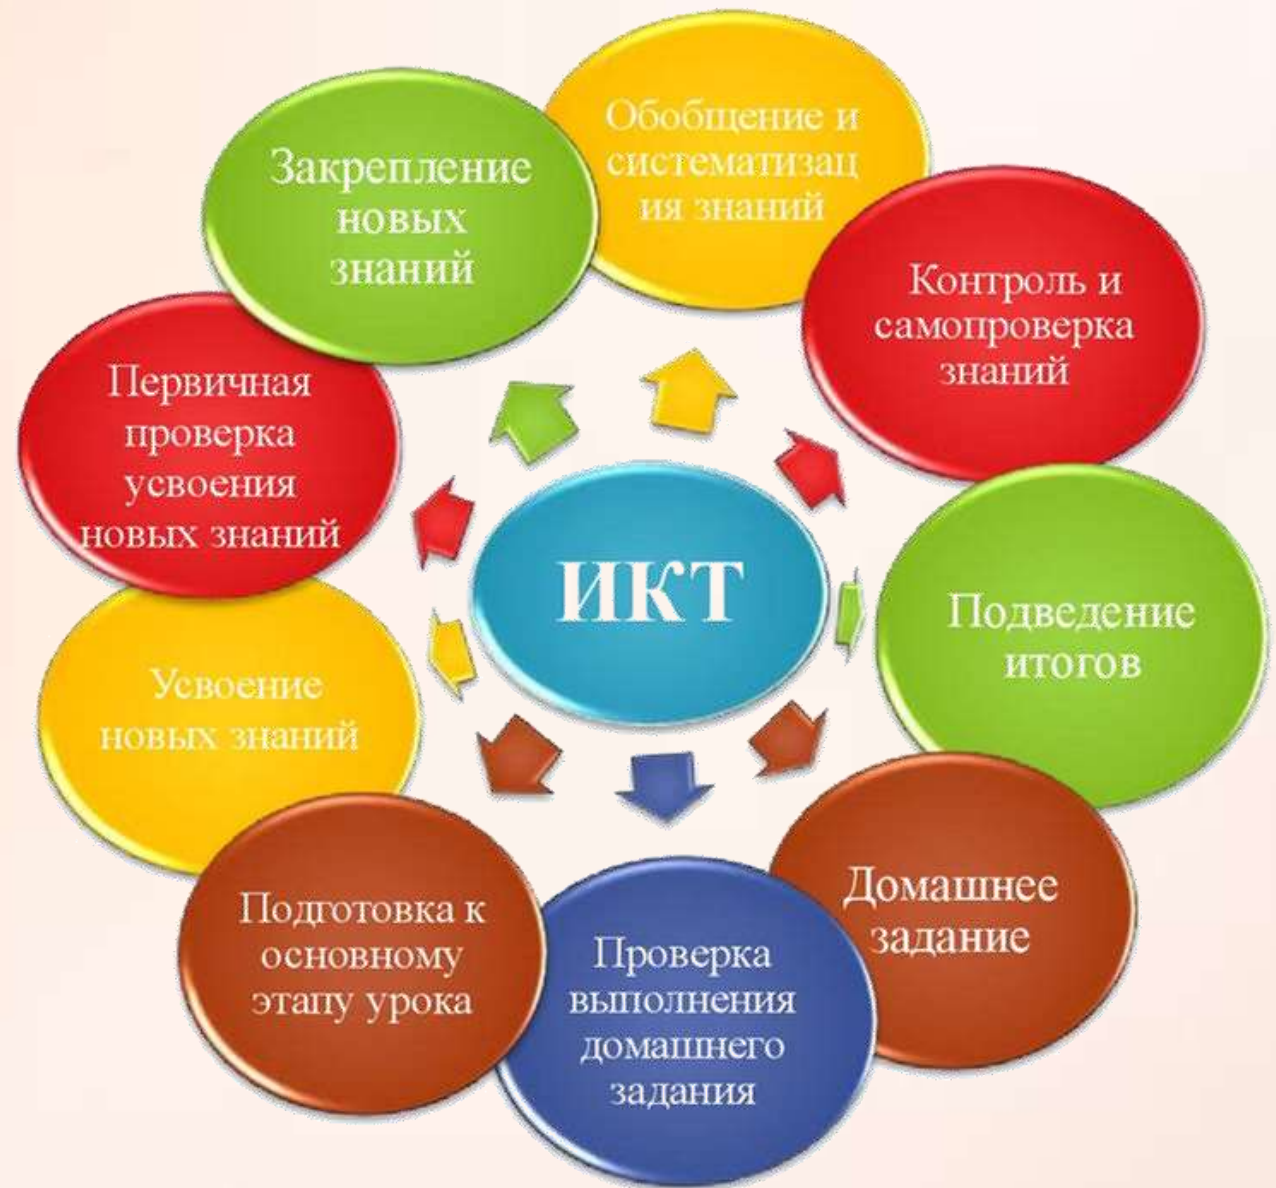 Обобщение и
систематизац
ия знаний
Закрепление
новых
знаний
Контроль и
самопроверка
знаний
Первичная
проверка
усвоения
новых знаний
ИКТ
Подведение
итогов
Усвоение
новых знаний
Домашнее
задание
Подготовка к
основному
этапу урока
Проверка
выполнения
домашнего
задания